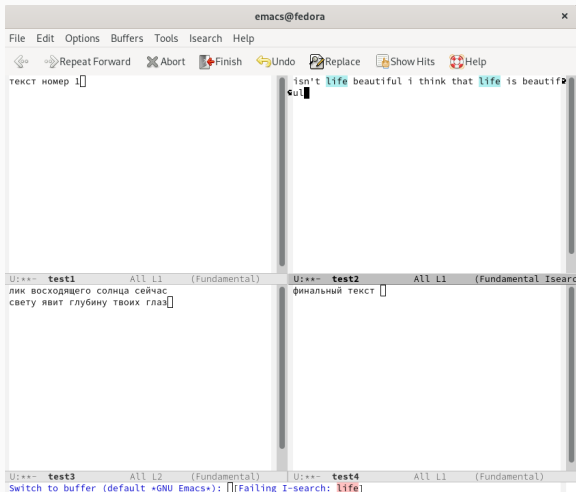 emacs@fedora ×
File Edit Options Buffers Tools Isearch Help
Repeat Forward Abort Finish Undo Replace Show Hits Help
текст номер 1
isn't life beautiful i think that life is beautif
ul
U:**- test1 All L1 (Fundamental)
U:**- test2 All L1 (Fundamental Isearc
лик восходящего солнца сейчас
свету явит глубину твоих глаз
финальный текст
U:**- test3 All L2 (Fundamental)
U:**- test4 All L1 (Fundamental)
Switch to buffer (default *GNU Emacs*): [Failing I-search: life]